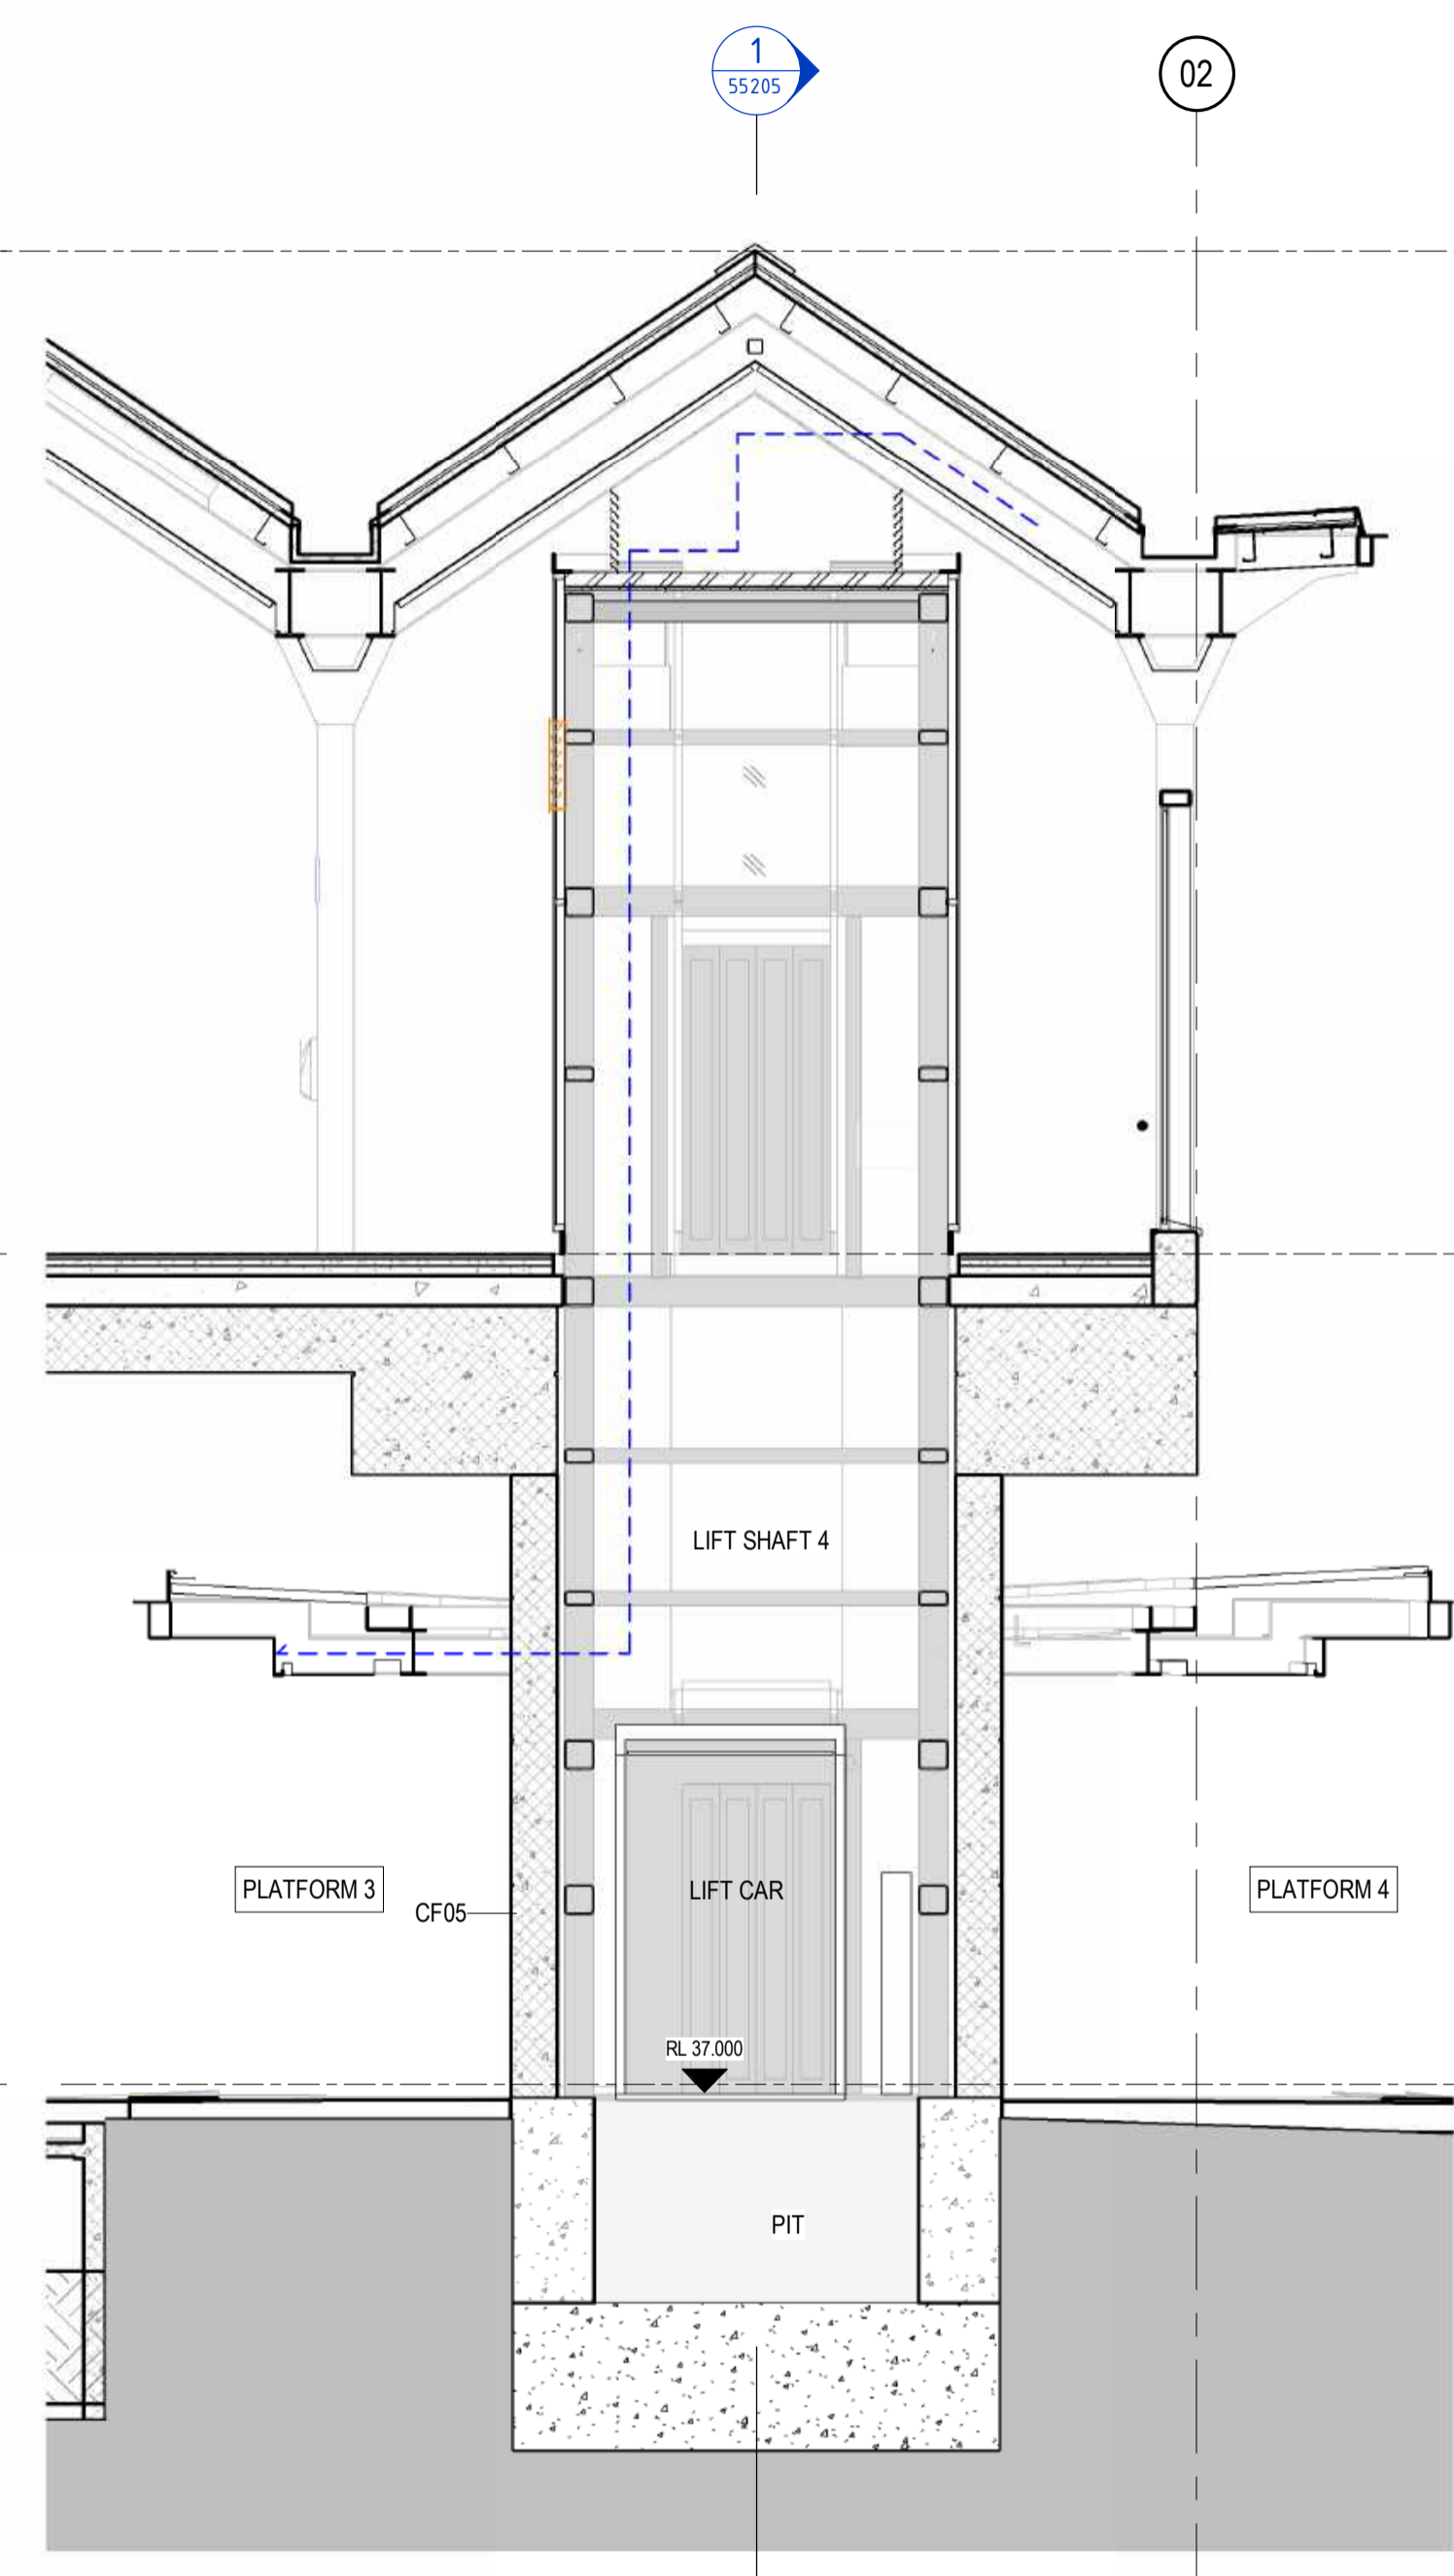 1
55205
02
LIFT SHAFT 4
PLATFORM 3
LIFT CAR
PLATFORM 4
CF05
RL 37.000
PIT